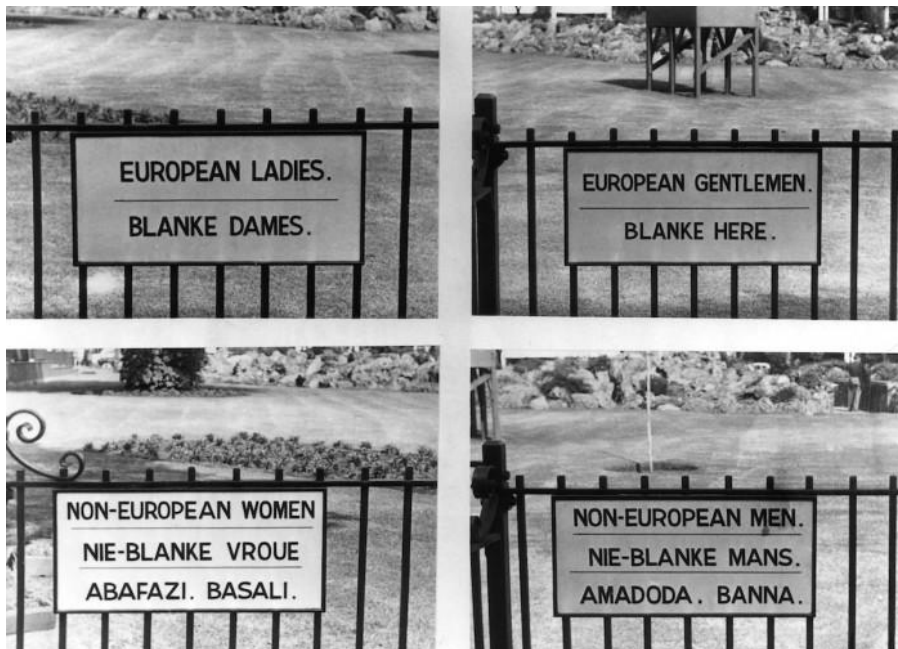 EUROPEAN LADIES.
BLANKE DAMES.
EUROPEAN GENTLEMEN.
BLANKE HERE.
NON-EUROPEAN WOMEN
NIE-BLANKE VROUE
ABAFAZI. BASALI.
NON-EUROPEAN MEN.
NIE-BLANKE MANS.
AMADODA. BANNA.